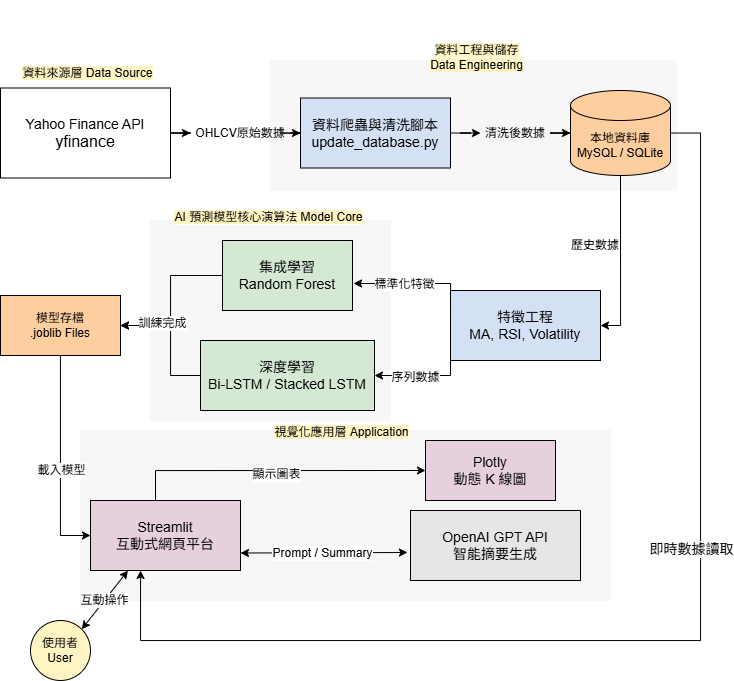 資料來源層 Data Source
資料工程與儲存
Data Engineering
Yahoo Finance API
yfinance
OHLCV原始數據
資料爬蟲與清洗腳本
update_database.py
清洗後數據
本地資料庫
MySQL / SQLite
歷史數據
AI 預測模型核心演算法 Model Core
集成學習
Random Forest
標準化特徵
特徵工程
MA, RSI, Volatility
模型存檔
.joblib Files
訓練完成
深度學習
Bi-LSTM / Stacked LSTM
序列數據
視覺化應用層 Application
載入模型
顯示圖表
Plotly
動態 K 線圖
Streamlit
互動式網頁平台
Prompt / Summary
OpenAI GPT API
智能摘要生成
即時數據讀取
互動操作
使用者
User